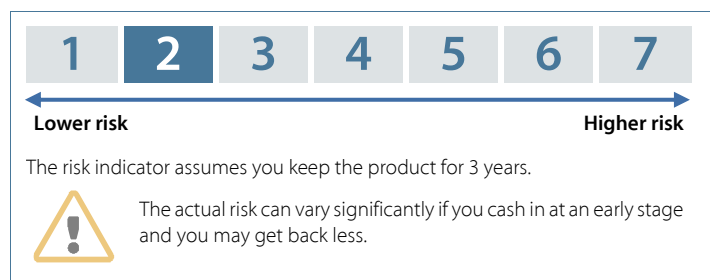 1 2 3 4 5 6 7
Lower risk Higher risk
The risk indicator assumes you keep the product for 3 years.
The actual risk can vary significantly if you cash in at an early stage
and you may get back less.